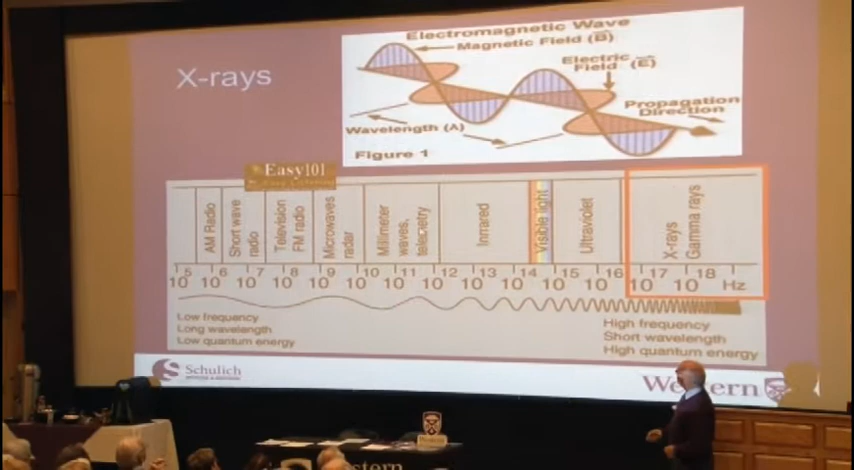 X-rays
Electromagnetic Wave
Magnetic Field (B)
Electric
Field (E)
Propagation
Direction
Wavelength (λ)
Figure 1
Easy101
AM Radio
Short wave
radio
Television
FM radio
Microwaves
radar
Millimeter
waves,
telemetry
Infrared
Visible light
Ultraviolet
X-rays
Gamma rays
10^5 10^6 10^7 10^8 10^9 10^10 10^11 10^12 10^13 10^14 10^15 10^16 10^17 10^18 Hz
Low frequency
Long wavelength
Low quantum energy
High frequency
Short wavelength
High quantum energy
Schulich
Western
stern